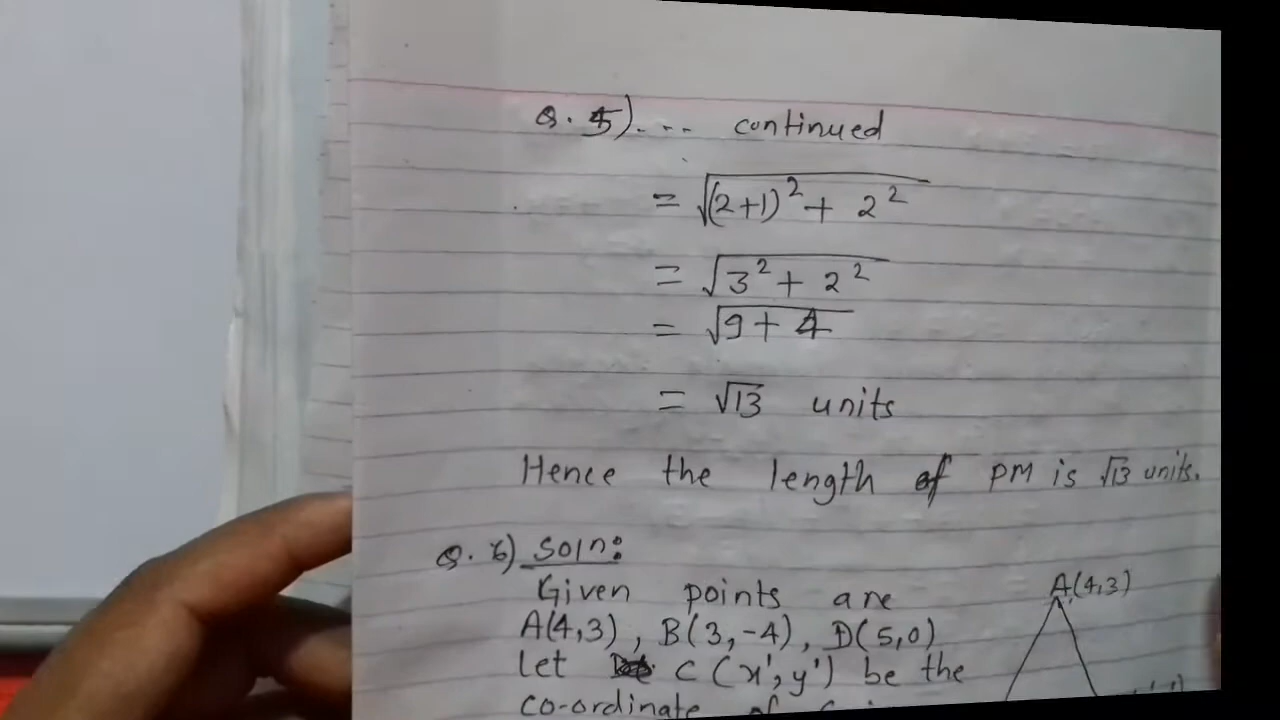 Q. 5)... continued
= √(2+1)² + 2²
= √3² + 2²
= √9 + 4
= √13 units
Hence the length of PM is √13 units.
Q. 6) Soln:
Given points are
A(4,3)
A(4,3), B(3,-4), D(5,0)
Let C (x',y') be the
co-ordinate of